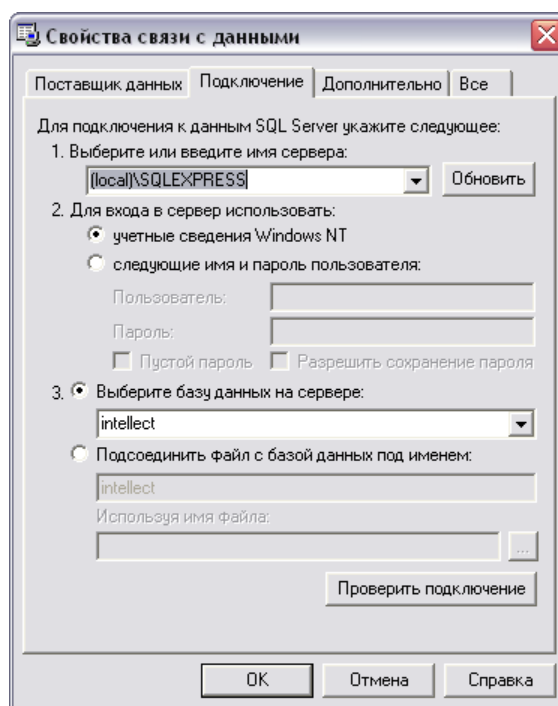 Свойства связи с данными
Поставщик данных Подключение Дополнительно Все
Для подключения к данным SQL Server укажите следующее:
1. Выберите или введите имя сервера:
(local)\SQLEXPRESS Обновить
2. Для входа в сервер использовать:
учетные сведения Windows NT
следующие имя и пароль пользователя:
Пользователь:
Пароль:
Пустой пароль Разрешить сохранение пароля
3. Выберите базу данных на сервере:
intellect
Подсоединить файл с базой данных под именем:
intellect
Используя имя файла:
...
Проверить подключение
OK Отмена Справка